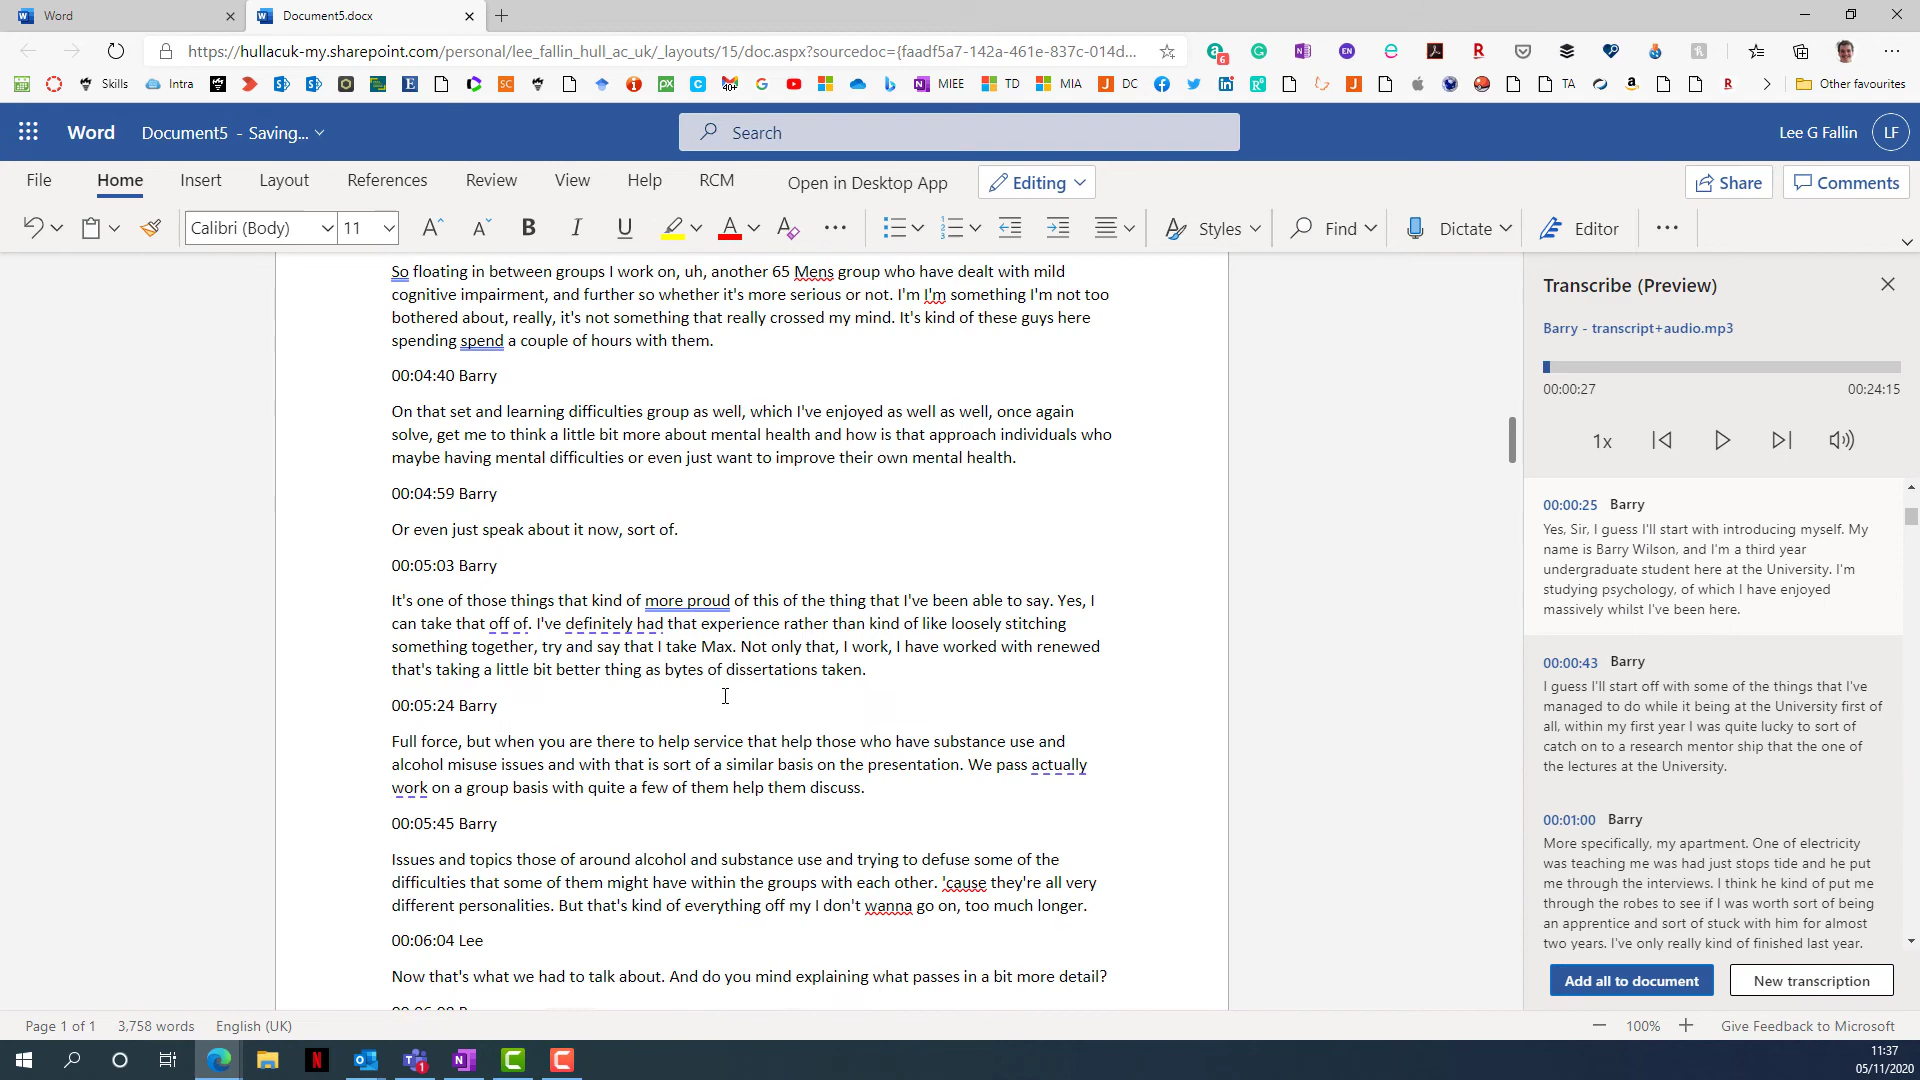 Word
Document5.docx
https://hullacuk-my.sharepoint.com/personal/lee_fallin_hull_ac_uk/_layouts/15/doc.aspx?sourcedoc={faadf5a7-142a-461e-837c-014d...
Skills Intra MIEE TD MIA DC TA Other favourites
Word Document5 - Saving... Search Lee G Fallin LF
File Home Insert Layout References Review View Help RCM Open in Desktop App Editing Share Comments
Calibri (Body) 11 Styles Find Dictate Editor
So floating in between groups I work on, uh, another 65 Mens group who have dealt with mild
cognitive impairment, and further so whether it's more serious or not. I'm I'm something I'm not too
bothered about, really, it's not something that really crossed my mind. It's kind of these guys here
spending spend a couple of hours with them.
00:04:40 Barry
On that set and learning difficulties group as well, which I've enjoyed as well as well, once again
solve, get me to think a little bit more about mental health and how is that approach individuals who
maybe having mental difficulties or even just want to improve their own mental health.
00:04:59 Barry
Or even just speak about it now, sort of.
00:05:03 Barry
It's one of those things that kind of more proud of this of the thing that I've been able to say. Yes, I
can take that off of. I've definitely had that experience rather than kind of like loosely stitching
something together, try and say that I take Max. Not only that, I work, I have worked with renewed
that's taking a little bit better thing as bytes of dissertations taken.
00:05:24 Barry
Full force, but when you are there to help service that help those who have substance use and
alcohol misuse issues and with that is sort of a similar basis on the presentation. We pass actually
work on a group basis with quite a few of them help them discuss.
00:05:45 Barry
Issues and topics those of around alcohol and substance use and trying to defuse some of the
difficulties that some of them might have within the groups with each other. 'cause they're all very
different personalities. But that's kind of everything off my I don't wanna go on, too much longer.
00:06:04 Lee
Now that's what we had to talk about. And do you mind explaining what passes in a bit more detail?
Transcribe (Preview)
Barry - transcript+audio.mp3
00:00:27 00:24:15
1x
00:00:25 Barry
Yes, Sir, I guess I'll start with introducing myself. My
name is Barry Wilson, and I'm a third year
undergraduate student here at the University. I'm
studying psychology, of which I have enjoyed
massively whilst I've been here.
00:00:43 Barry
I guess I'll start off with some of the things that I've
managed to do while it being at the University first of
all, within my first year I was quite lucky to sort of
catch on to a research mentor ship that the one of
the lectures at the University.
00:01:00 Barry
More specifically, my apartment. One of electricity
was teaching me was had just stops tide and he put
me through the interviews. I think he kind of put me
through the robes to see if I was worth sort of being
an apprentice and sort of stuck with him for almost
two years. I've only really kind of finished last year.
Add all to document New transcription
Page 1 of 1 3,758 words English (UK) 100% Give Feedback to Microsoft
11:37
05/11/2020